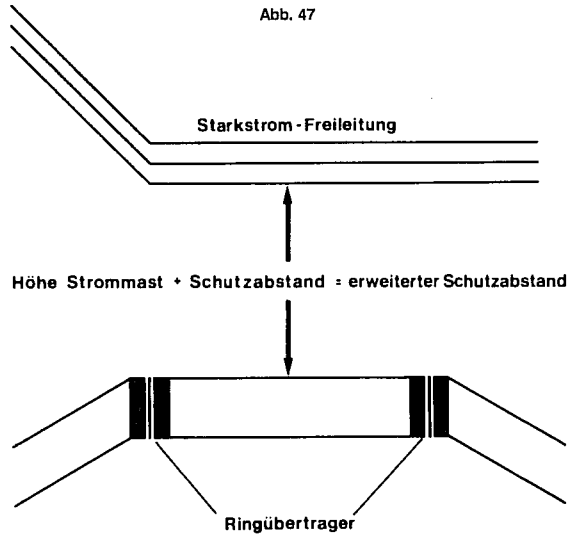 Abb. 47
Starkstrom-Freileitung
Höhe Strommast + Schutzabstand = erweiterter Schutzabstand
Ringübertrager